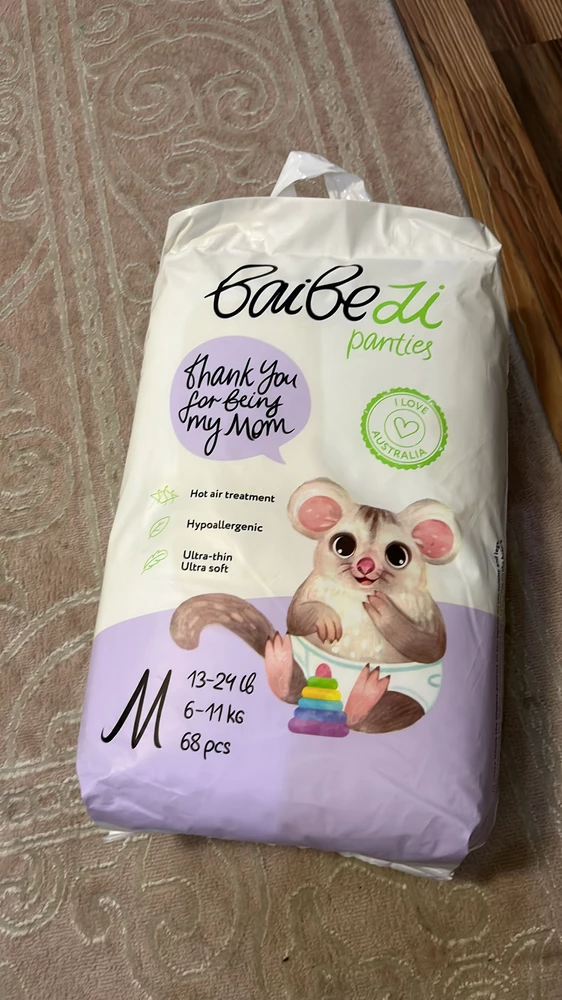 BaiBeZi
panties
Thank You
for Being
my Mom
I LOVE
AUSTRALIA
Hot air treatment
Hypoallergenic
Ultra-thin
Ultra soft
M
13-24 lb
6-11 kg
68 pcs